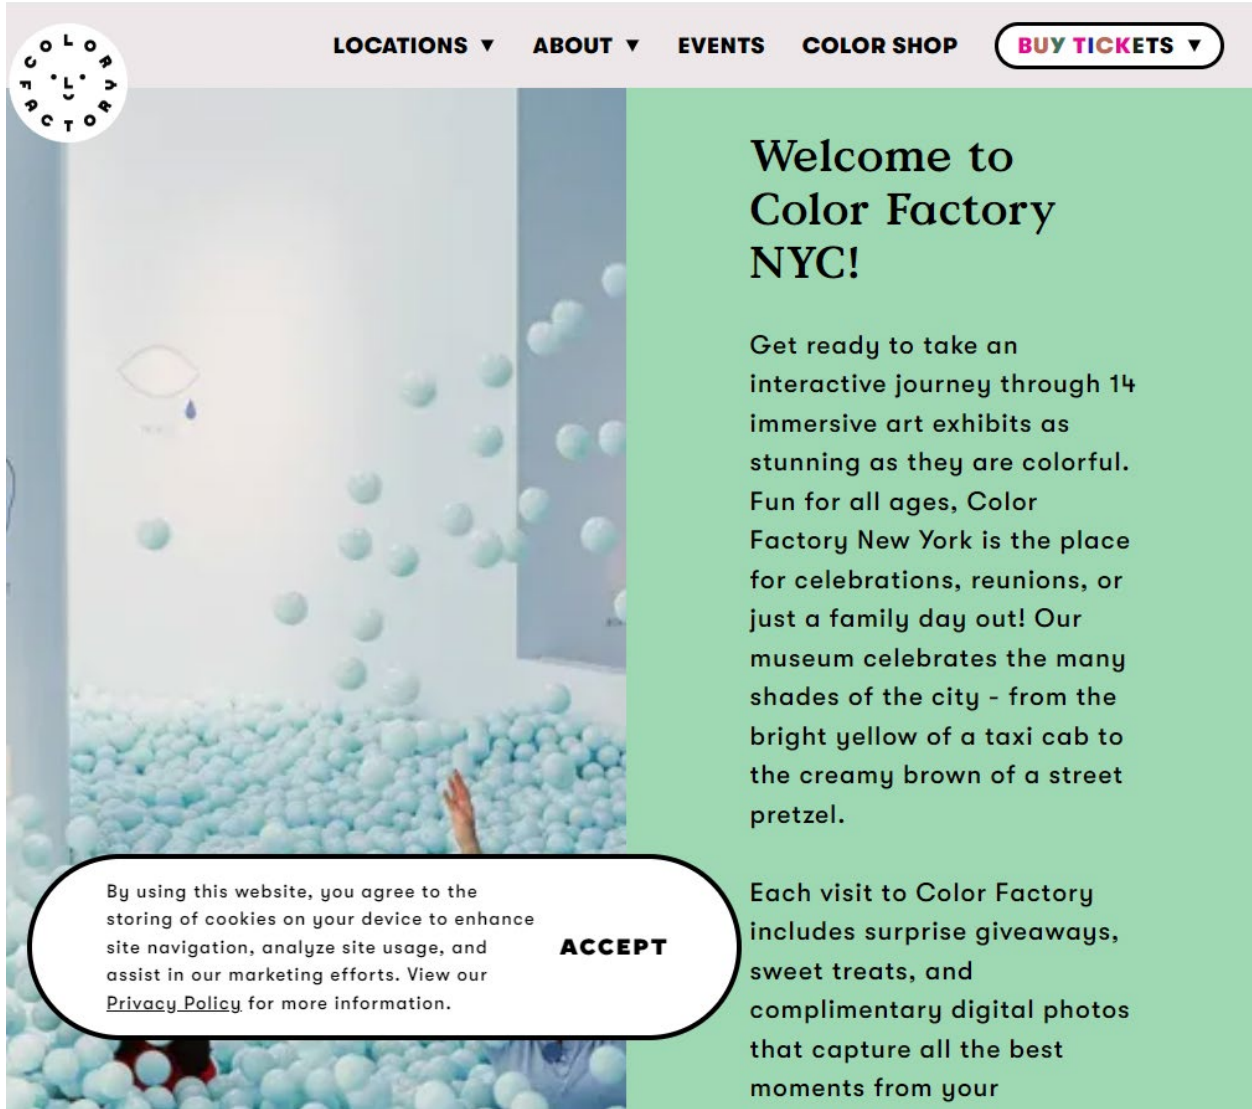 COLOR FACTORY
LOCATIONS ▼ ABOUT ▼ EVENTS COLOR SHOP BUY TICKETS ▼
Welcome to
Color Factory
NYC!
Get ready to take an
interactive journey through 14
immersive art exhibits as
stunning as they are colorful.
Fun for all ages, Color
Factory New York is the place
for celebrations, reunions, or
just a family day out! Our
museum celebrates the many
shades of the city - from the
bright yellow of a taxi cab to
the creamy brown of a street
pretzel.
Each visit to Color Factory
includes surprise giveaways,
sweet treats, and
complimentary digital photos
that capture all the best
moments from your
By using this website, you agree to the
storing of cookies on your device to enhance
site navigation, analyze site usage, and
assist in our marketing efforts. View our
Privacy Policy for more information.
ACCEPT